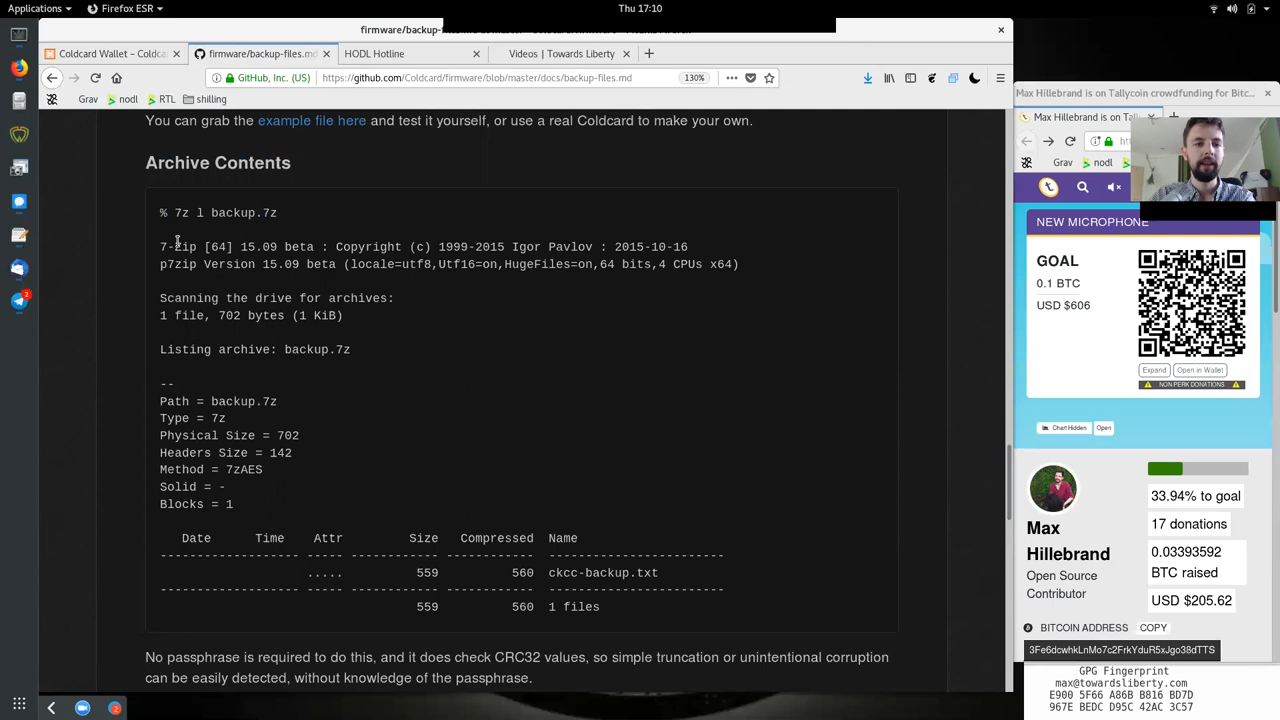 Applications
Firefox ESR
Thu 17:10
Coldcard Wallet – Coldca
firmware/backup-files.md
HODL Hotline
Videos | Towards Liberty
GitHub, Inc. (US)
https://github.com/Coldcard/firmware/blob/master/docs/backup-files.md
130%
Grav
nodl
RTL
shilling
You can grab the example file here and test it yourself, or use a real Coldcard to make your own.
Archive Contents
% 7z l backup.7z
7-Zip [64] 15.09 beta : Copyright (c) 1999-2015 Igor Pavlov : 2015-10-16
p7zip Version 15.09 beta (locale=utf8,Utf16=on,HugeFiles=on,64 bits,4 CPUs x64)
Scanning the drive for archives:
1 file, 702 bytes (1 KiB)
Listing archive: backup.7z
--
Path = backup.7z
Type = 7z
Physical Size = 702
Headers Size = 142
Method = 7zAES
Solid = -
Blocks = 1
Date Time Attr Size Compressed Name
------------------- ----- ------------ ------------ ------------------------
..... 559 560 ckcc-backup.txt
------------------- ----- ------------ ------------ ------------------------
559 560 1 files
No passphrase is required to do this, and it does check CRC32 values, so simple truncation or unintentional corruption
can be easily detected, without knowledge of the passphrase.
2
2
Max Hillebrand is on Tallycoin crowdfunding for Bitc...
Max Hillebrand is on Tal
Grav
nodl
NEW MICROPHONE
GOAL
0.1 BTC
USD $606
Expand
Open in Wallet
NON PERK DONATIONS
Chart Hidden
Open
33.94% to goal
17 donations
0.03393592
BTC raised
USD $205.62
Max
Hillebrand
Open Source
Contributor
BITCOIN ADDRESS COPY
3Fe6dcwhkLnMo7c2FrkYduR5xJgo38dTTS
GPG Fingerprint
max@towardsliberty.com
E900 5F66 A86B B816 BD7D
967E BEDC D95C 42AC 3C57